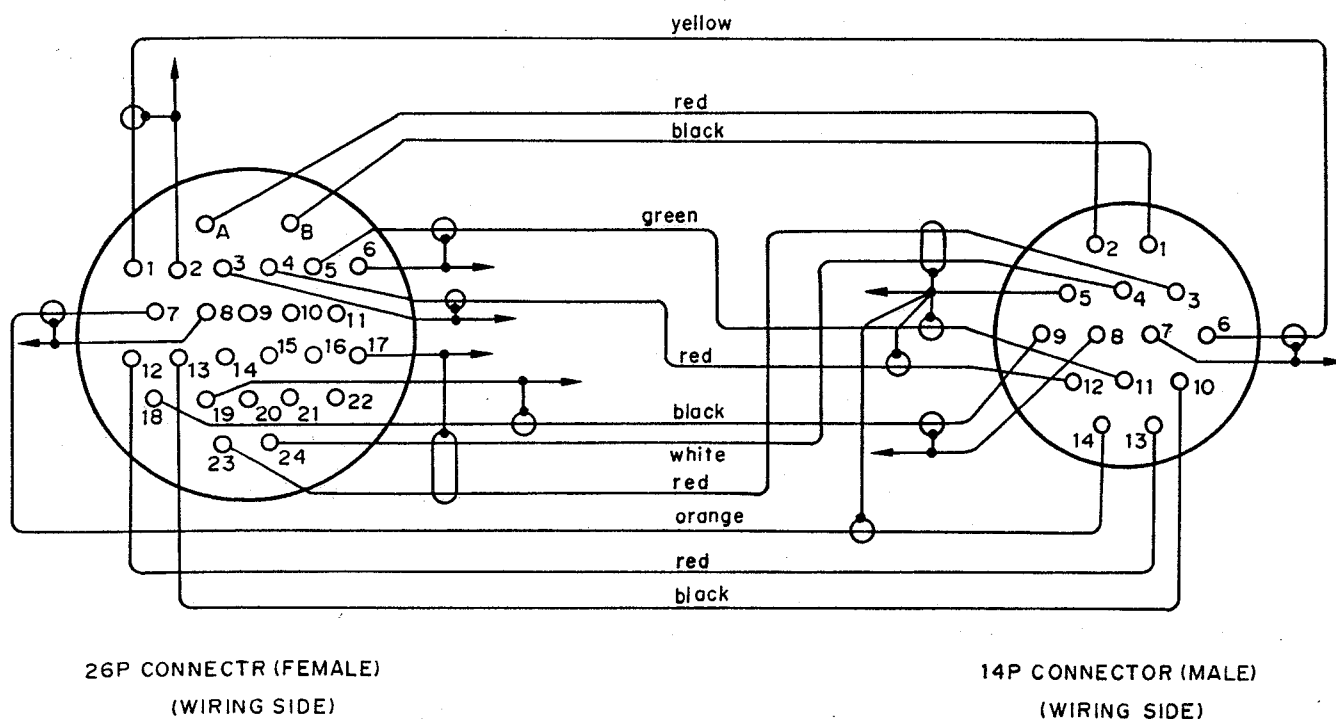 yellow
red
black
green
A B
1 2 3 4 5 6
7 8 9 10 11
12 13 14 15 16 17
18 19 20 21 22
23 24
2 1
5 4 3
9 8 7 6
12 11 10
14 13
red
black
white
red
orange
red
black
26P CONNECTR (FEMALE)
(WIRING SIDE)
14P CONNECTOR (MALE)
(WIRING SIDE)